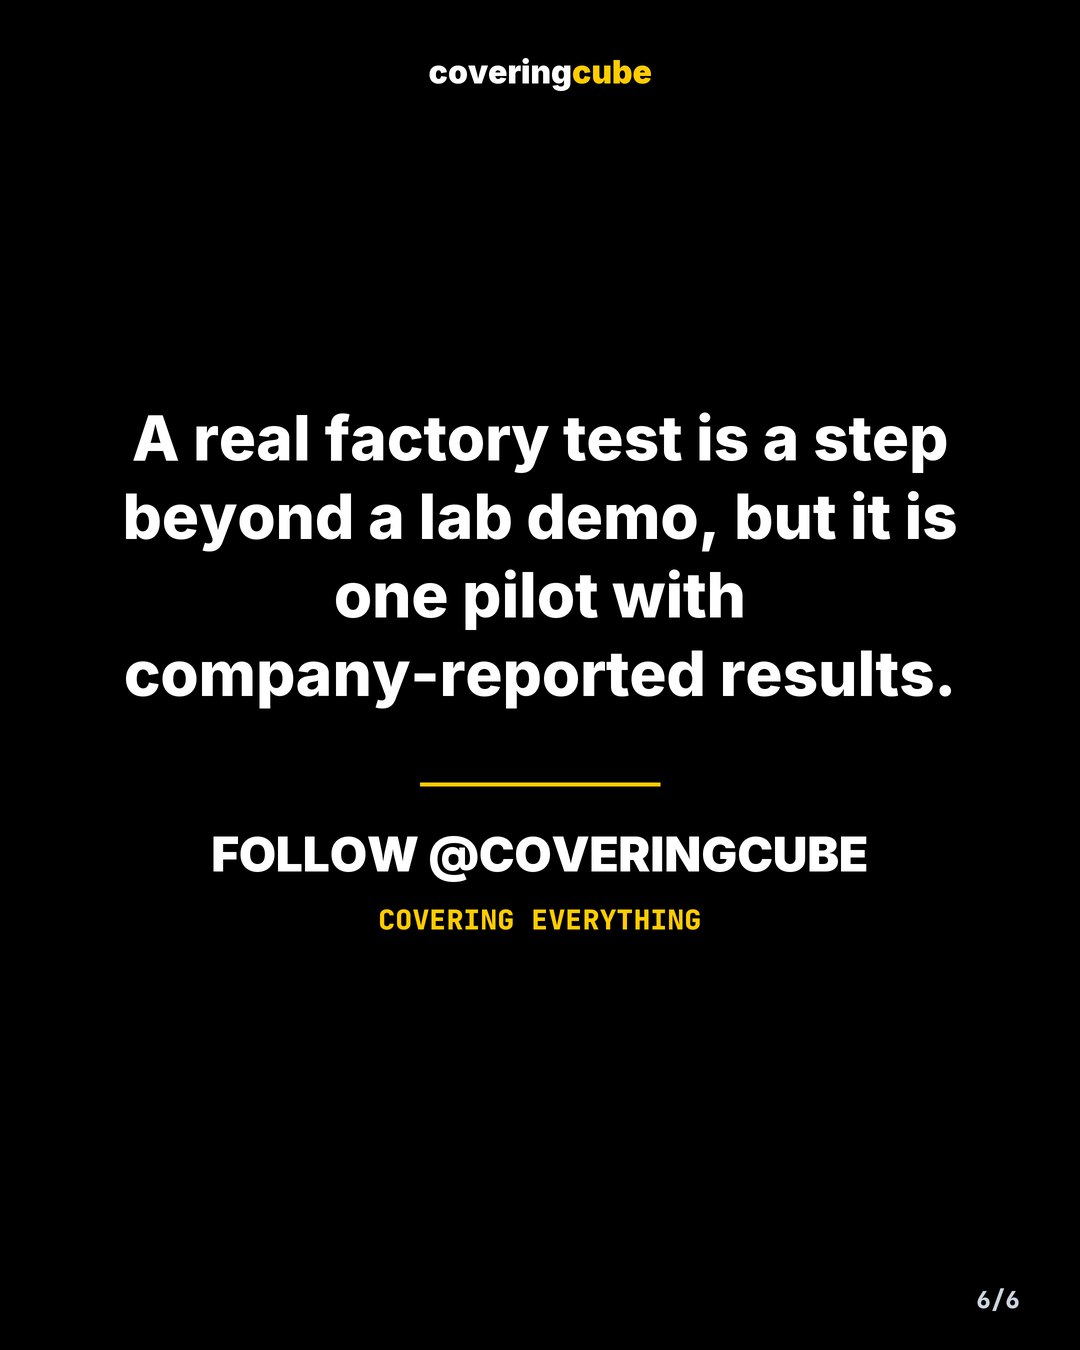 coveringcube
A real factory test is a step
beyond a lab demo, but it is
one pilot with
company-reported results.
FOLLOW @COVERINGCUBE
COVERING EVERYTHING
6/6